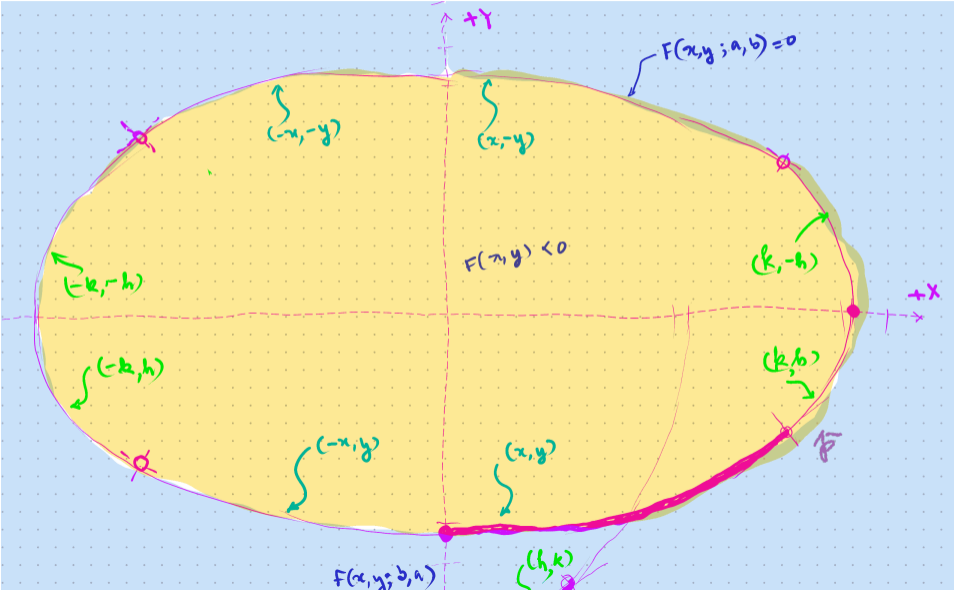 +Y
F(x,y;a,b)=0
(-x,-y)
(x,-y)
F(x,y)<0
(k,-h)
(-k,-h)
+X
(-k,h)
(k,h)
(-x,y)
(x,y)
(h,k)
F(x,y;b,a)